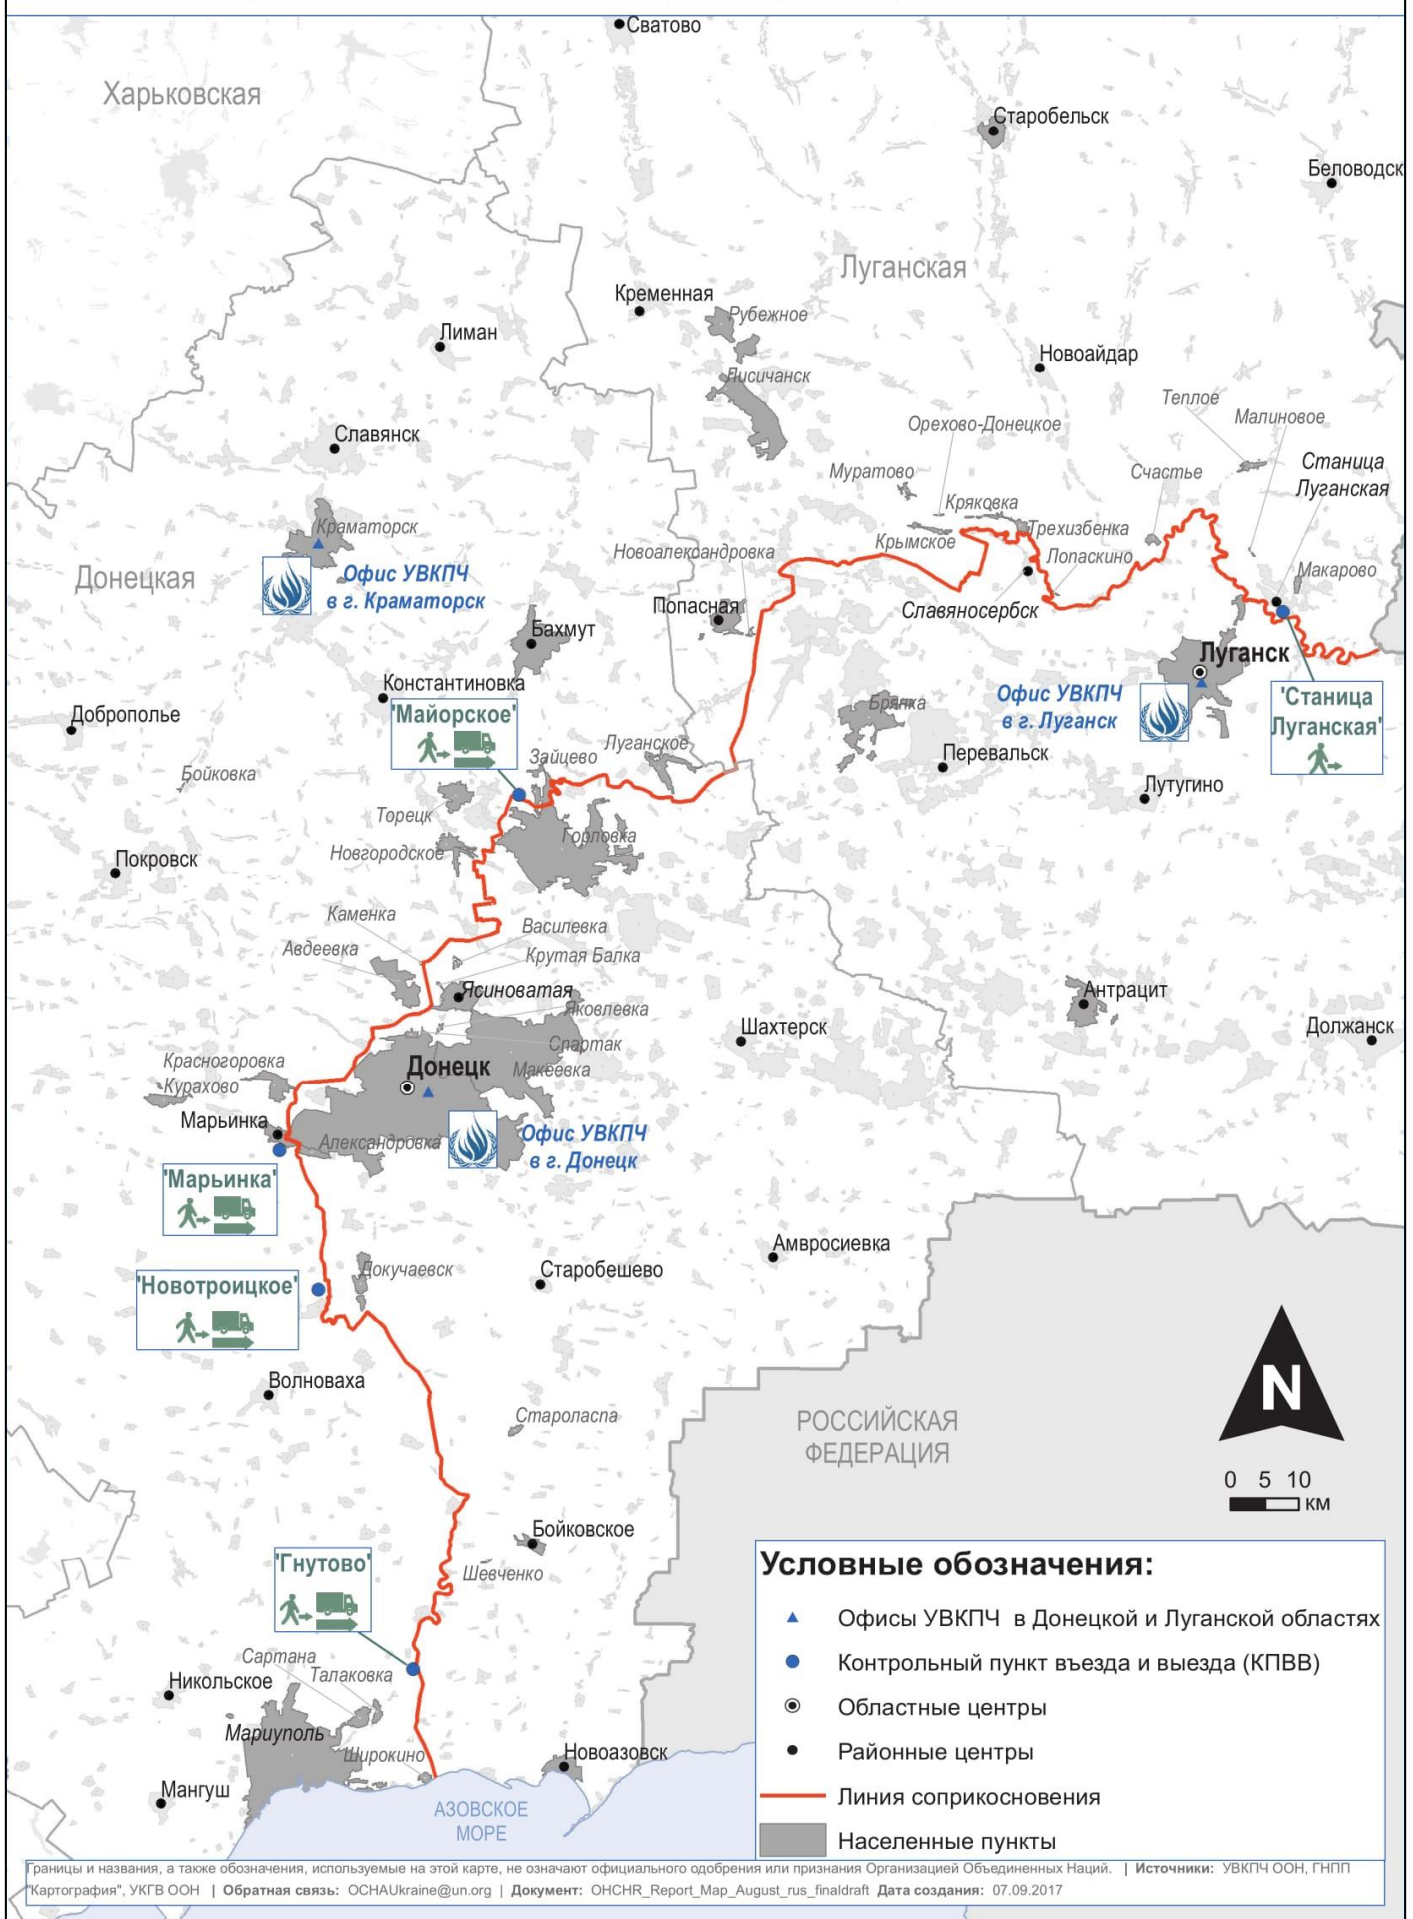 Сватово
Харьковская
Старобельск
Беловодск
Луганская
Кременная
Рубежное
Лиман
Новоайдар
Лисичанск
Теплое
Малиновое
Орехово-Донецкое
Славянск
Станица
Луганская
Муратово
Счастье
Кряковка
Краматорск
Трехизбенка
Крымское
Новоалександровка
Лопаскино
Донецкая
Офис УВКПЧ
в г. Краматорск
Макарово
Попасная
Славяносербск
Бахмут
Луганск
Константиновка
Офис УВКПЧ
в г. Луганск
'Станица
Луганская'
Брянка
Доброполье
'Майорское'
Луганское
Зайцево
Перевальск
Бойковка
Лутугино
Торецк
Горловка
Новгородское
Покровск
Каменка
Василевка
Авдеевка
Крутая Балка
Ясиноватая
Антрацит
Яковлевка
Шахтерск
Должанск
Спартак
Красногоровка
Донецк
Макеевка
Курахово
Марьинка
Александровка
Офис УВКПЧ
в г. Донецк
'Марьинка'
Амвросиевка
Докучаевск
Старобешево
'Новотроицкое'
Волноваха
Староласпа
РОССИЙСКАЯ
ФЕДЕРАЦИЯ
N
0 5 10
км
Бойковское
'Гнутово'
Шевченко
Сартана
Талаковка
Никольское
Мариуполь
Широкино
Новоазовск
Мангуш
АЗОВСКОЕ
МОРЕ
Условные обозначения:
Офисы УВКПЧ в Донецкой и Луганской областях
Контрольный пункт въезда и выезда (КПВВ)
Областные центры
Районные центры
Линия соприкосновения
Населенные пункты
Границы и названия, а также обозначения, используемые на этой карте, не означают официального одобрения или признания Организацией Объединенных Наций. | Источники: УВКПЧ ООН, ГНПП
"Картография", УКГВ ООН | Обратная связь: OCHAUkraine@un.org | Документ: OHCHR_Report_Map_August_rus_finaldraft Дата создания: 07.09.2017